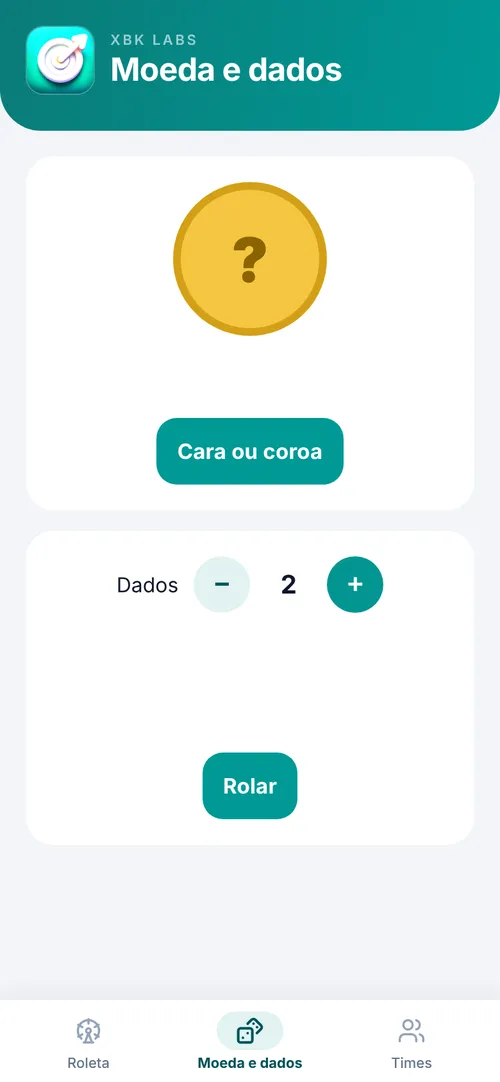 XBK LABS
Moeda e dados
?
Cara ou coroa
Dados − 2 +
Rolar
Roleta
Moeda e dados
Times